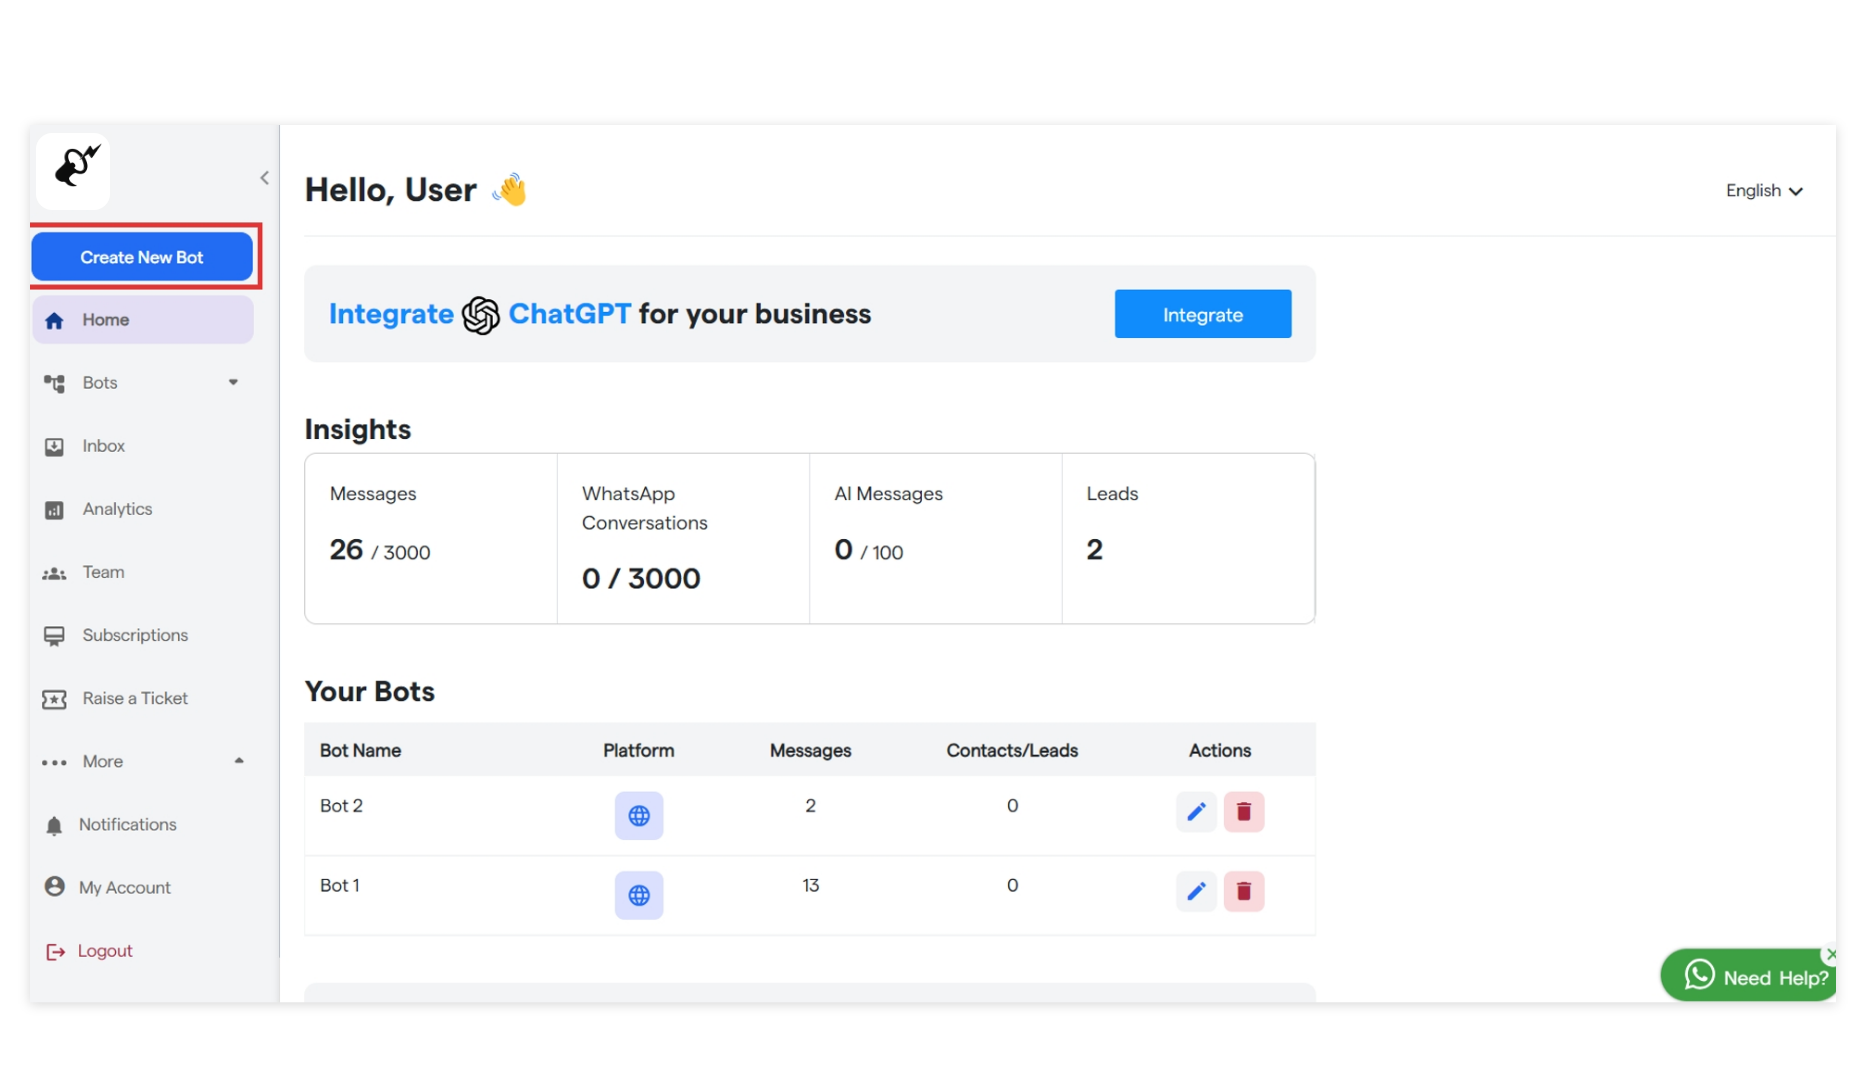 Hello, User
English
Create New Bot
Home
Bots
Inbox
Analytics
Team
Subscriptions
Raise a Ticket
More
Notifications
My Account
Logout
Integrate ChatGPT for your business
Integrate
Insights
Messages
26 / 3000
WhatsApp
Conversations
0 / 3000
AI Messages
0 / 100
Leads
2
Your Bots
Bot Name Platform Messages Contacts/Leads Actions
Bot 2 2 0
Bot 1 13 0
Need Help?